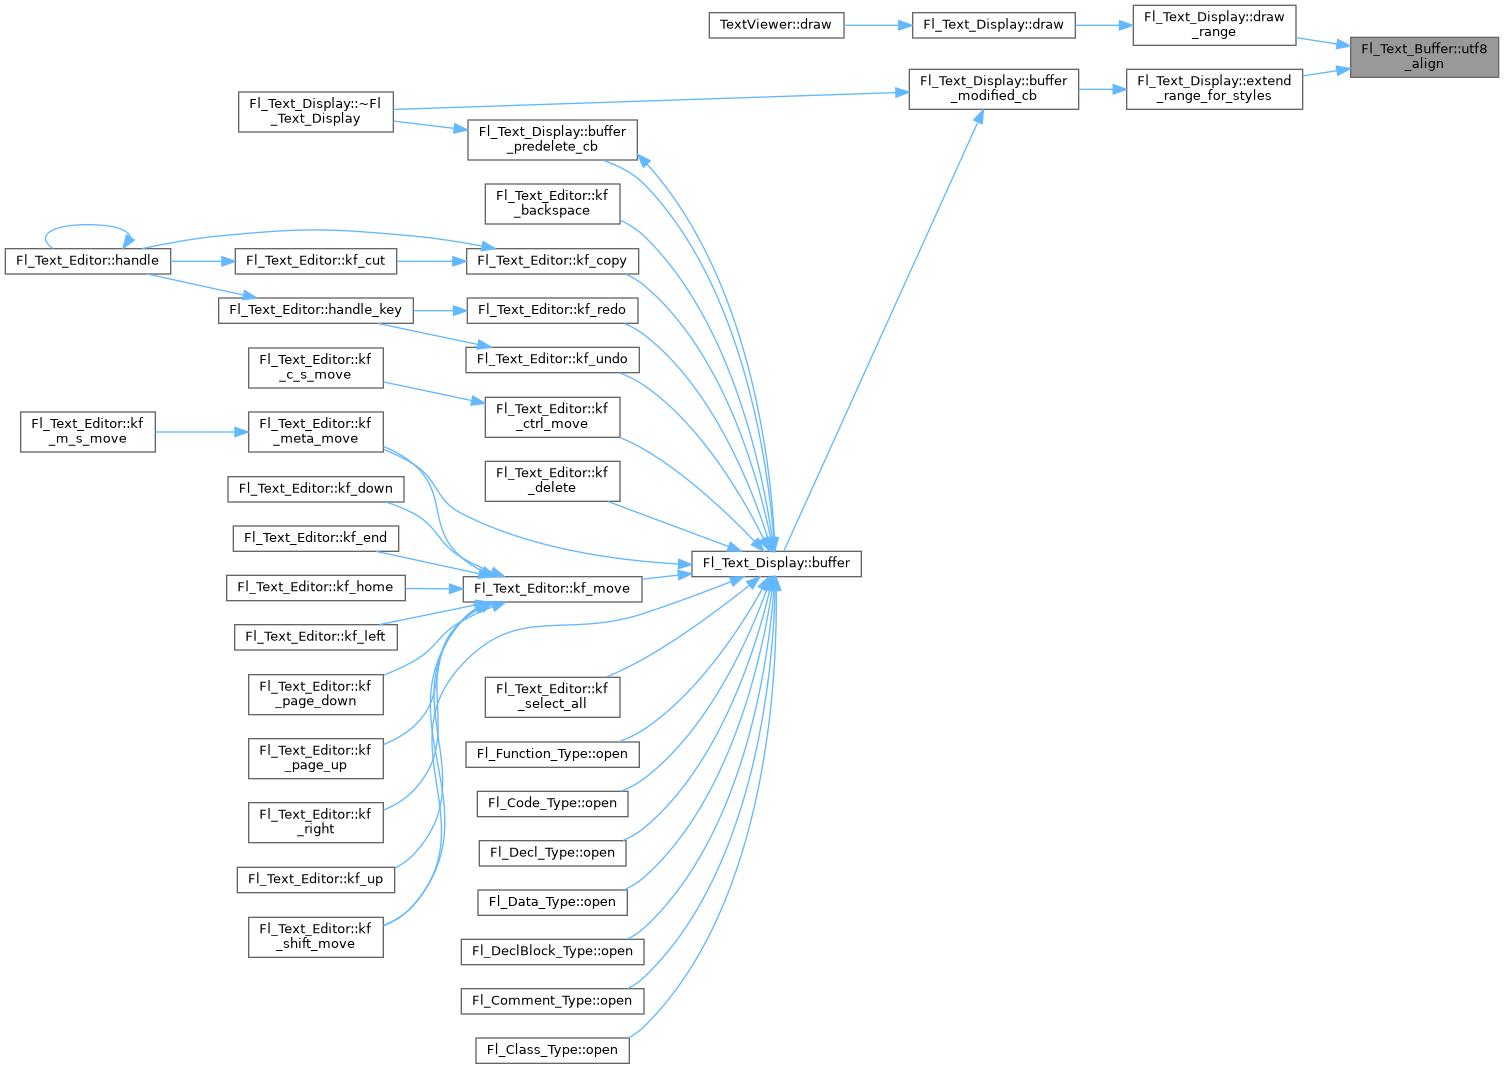 TextViewer::draw
Fl_Text_Display::draw
Fl_Text_Display::draw
_range
Fl_Text_Buffer::utf8
_align
Fl_Text_Display::buffer
_modified_cb
Fl_Text_Display::extend
_range_for_styles
Fl_Text_Display::~Fl
_Text_Display
Fl_Text_Display::buffer
_predelete_cb
Fl_Text_Editor::kf
_backspace
Fl_Text_Editor::handle
Fl_Text_Editor::kf_cut
Fl_Text_Editor::kf_copy
Fl_Text_Editor::handle_key
Fl_Text_Editor::kf_redo
Fl_Text_Editor::kf_undo
Fl_Text_Editor::kf
_c_s_move
Fl_Text_Editor::kf
_ctrl_move
Fl_Text_Editor::kf
_m_s_move
Fl_Text_Editor::kf
_meta_move
Fl_Text_Editor::kf
_delete
Fl_Text_Editor::kf_down
Fl_Text_Editor::kf_end
Fl_Text_Display::buffer
Fl_Text_Editor::kf_home
Fl_Text_Editor::kf_move
Fl_Text_Editor::kf_left
Fl_Text_Editor::kf
_page_down
Fl_Text_Editor::kf
_select_all
Fl_Text_Editor::kf
_page_up
Fl_Function_Type::open
Fl_Code_Type::open
Fl_Text_Editor::kf
_right
Fl_Decl_Type::open
Fl_Text_Editor::kf_up
Fl_Data_Type::open
Fl_Text_Editor::kf
_shift_move
Fl_DeclBlock_Type::open
Fl_Comment_Type::open
Fl_Class_Type::open